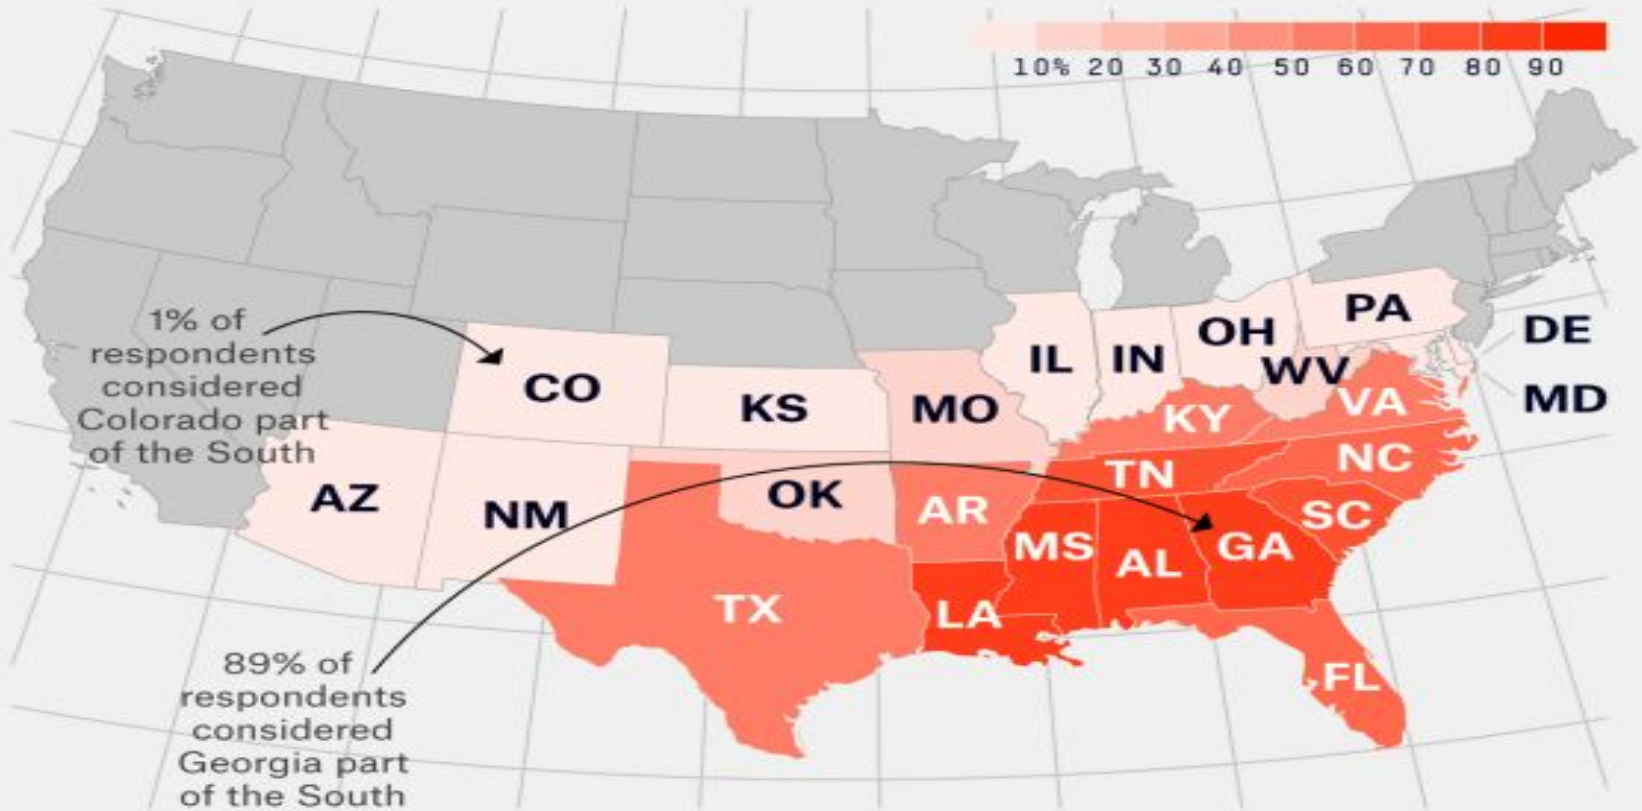 10% 20 30 40 50 60 70 80 90
1% of
respondents
considered
Colorado part
of the South
PA
OH
DE
IL
IN
WV
CO
KS
MO
KY
VA
MD
AZ
NM
OK
AR
TN
NC
SC
MS
AL
GA
TX
LA
FL
89% of
respondents
considered
Georgia part
of the South